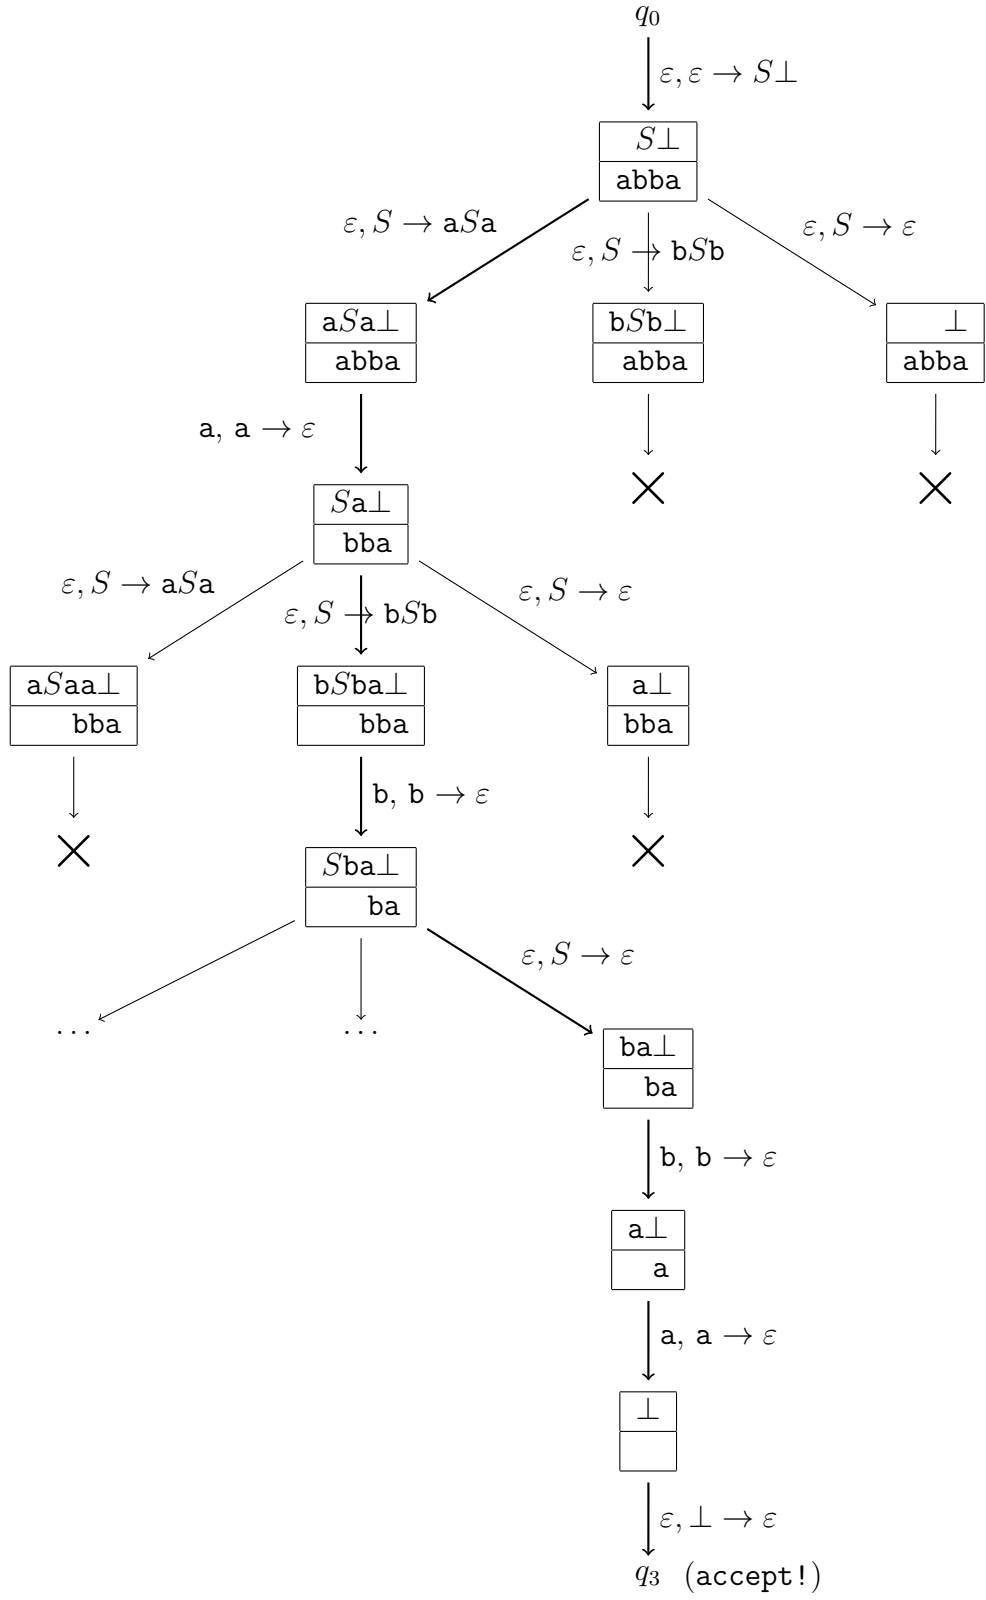 q₀
ε, ε → S⊥
S⊥
abba
ε, S → aSa
ε, S → bSb
ε, S → ε
aSa⊥
abba
bSb⊥
abba
⊥
abba
a, a → ε
Sa⊥
bba
ε, S → aSa
ε, S → bSb
ε, S → ε
aSaa⊥
bba
bSba⊥
bba
a⊥
bba
b, b → ε
Sba⊥
ba
ε, S → ε
...
...
ba⊥
ba
b, b → ε
a⊥
a
a, a → ε
⊥
ε, ⊥ → ε
q₃ (accept!)